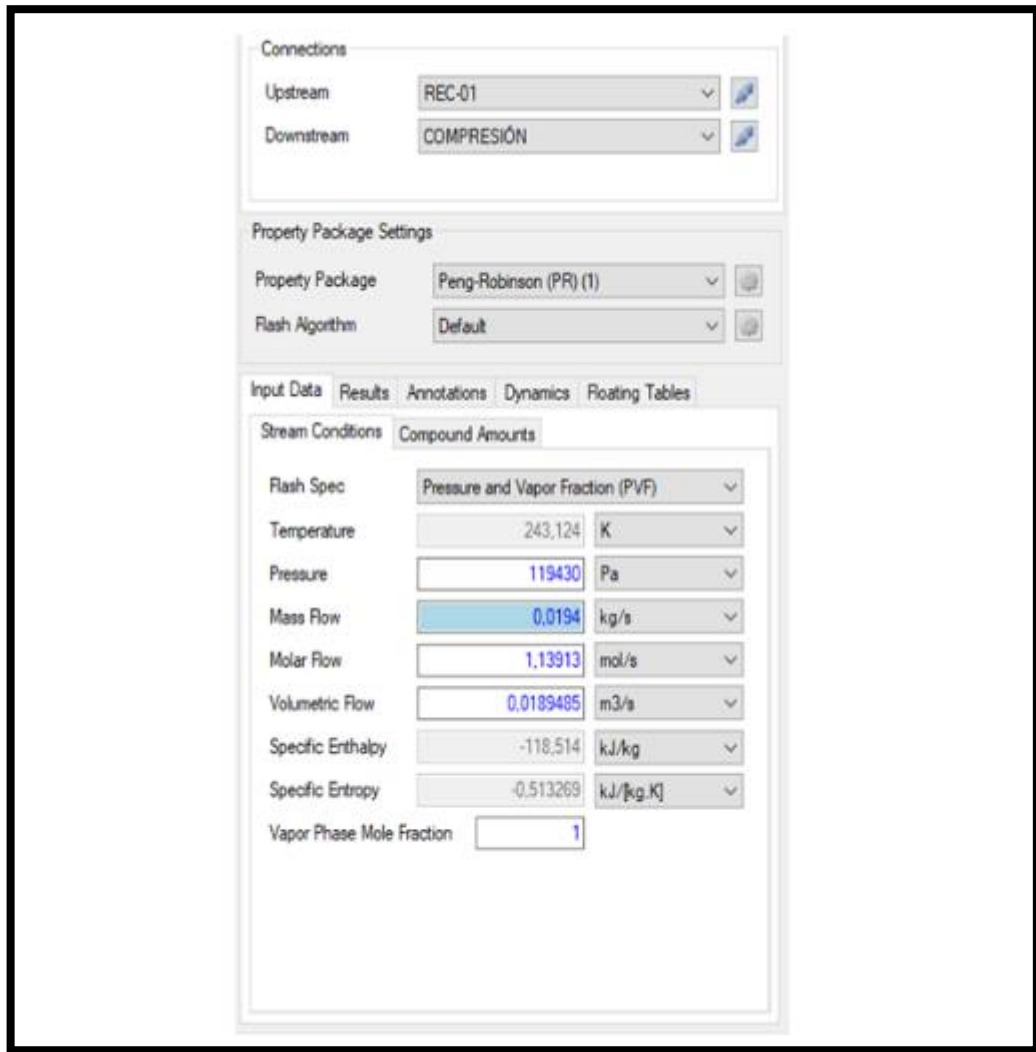 Connections
Upstream REC-01
Downstream COMPRESIÓN
Property Package Settings
Property Package Peng-Robinson (PR) (1)
Flash Algorithm Default
Input Data Results Annotations Dynamics Floating Tables
Stream Conditions Compound Amounts
Flash Spec Pressure and Vapor Fraction (PVF)
Temperature 243,124 K
Pressure 119430 Pa
Mass Flow 0,0194 kg/s
Molar Flow 1,13913 mol/s
Volumetric Flow 0,0189485 m3/s
Specific Enthalpy -118,514 kJ/kg
Specific Entropy -0,513269 kJ/[kg.K]
Vapor Phase Mole Fraction 1